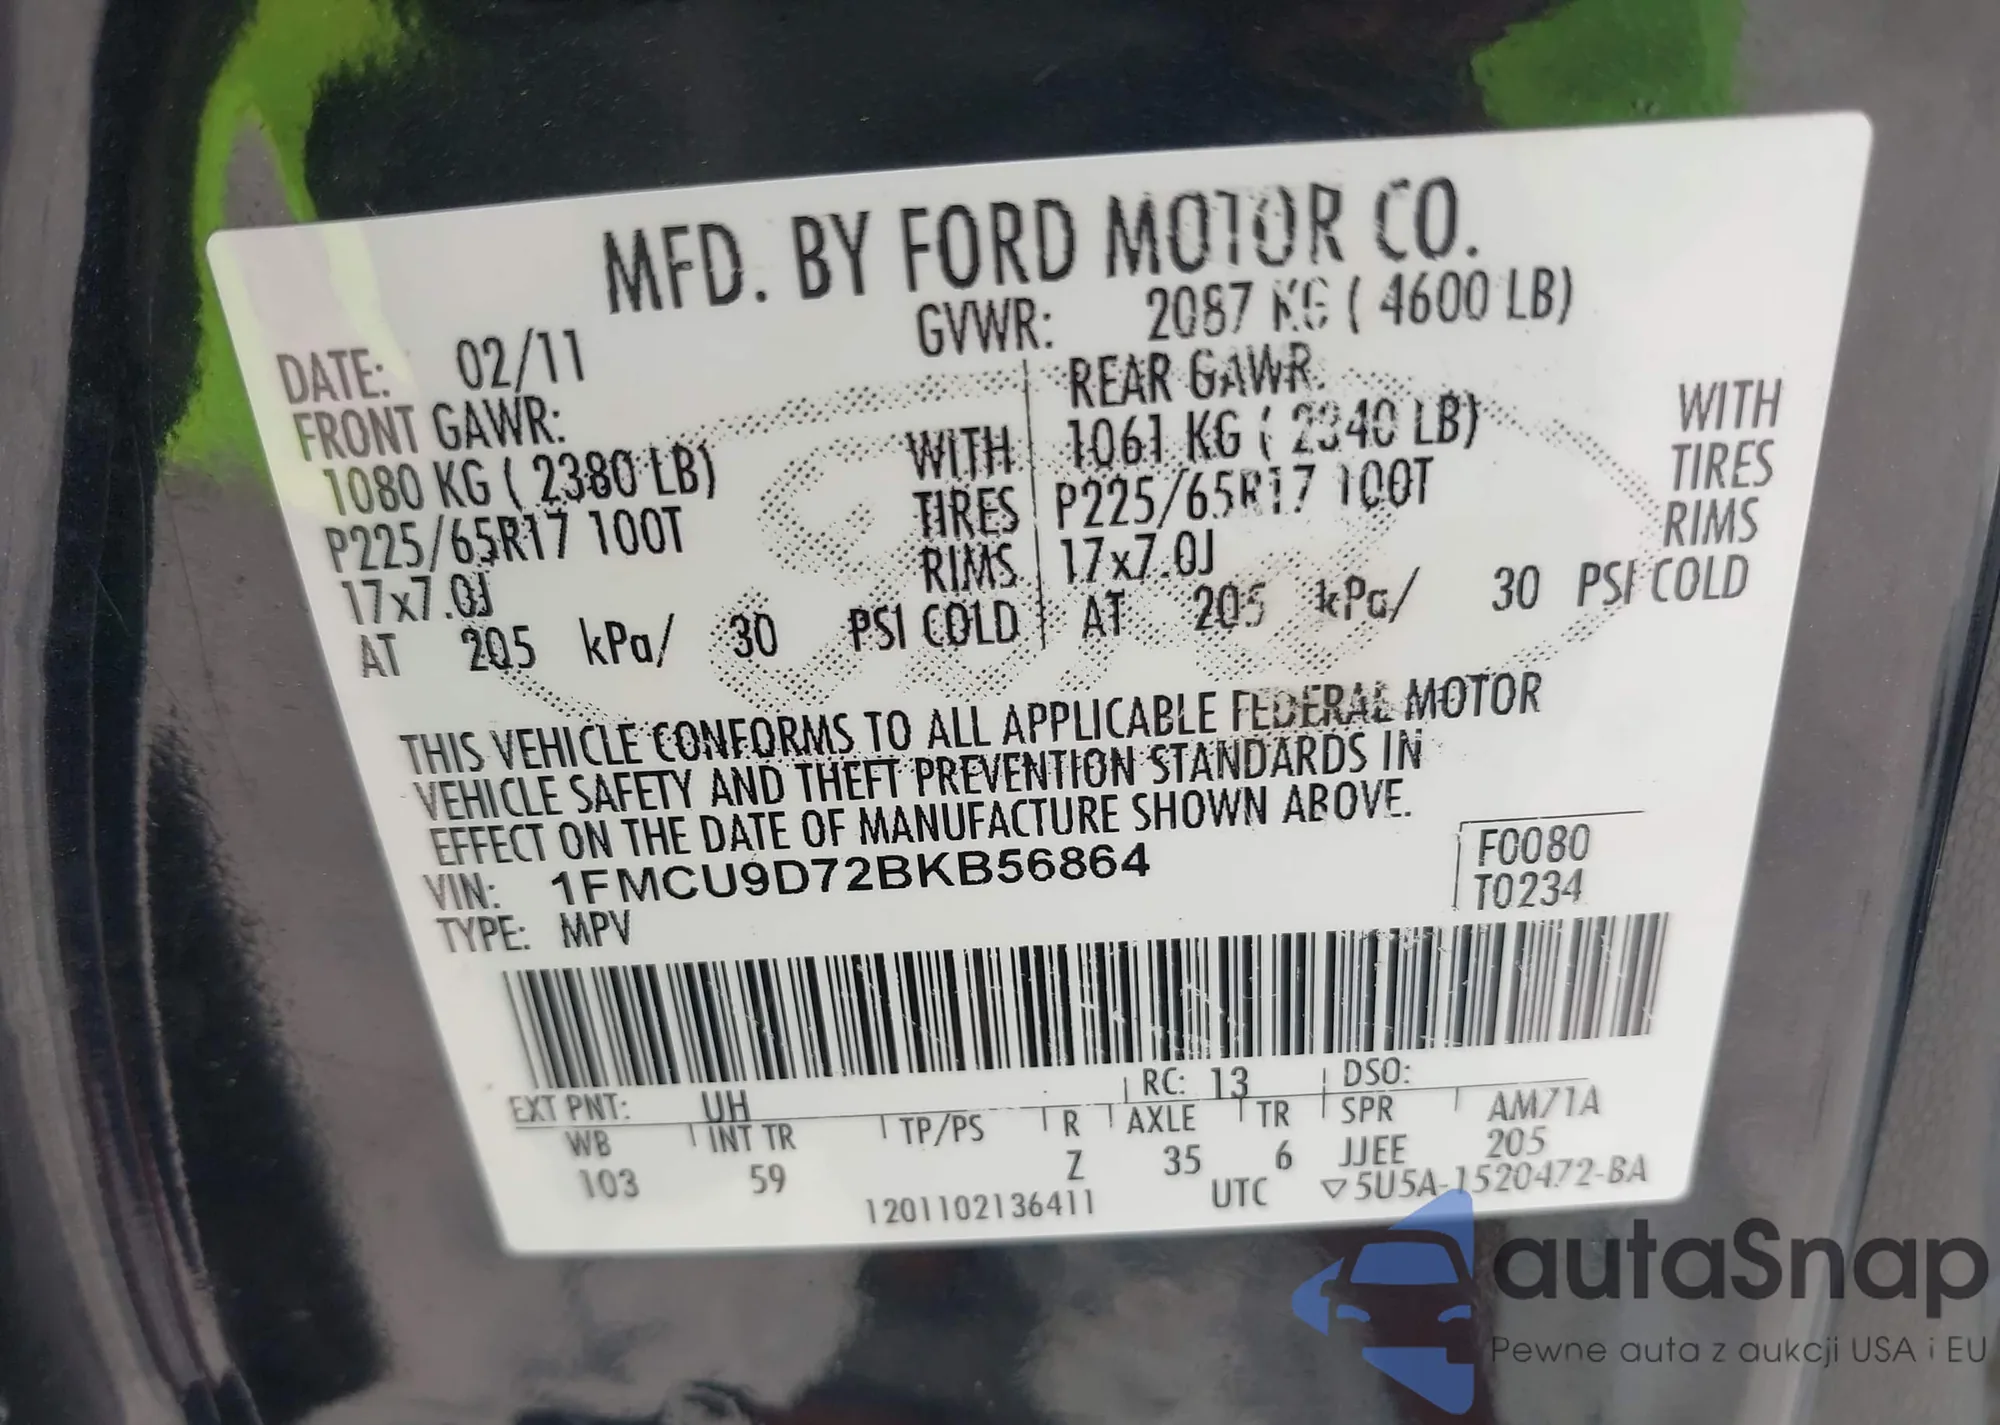 MFD. BY FORD MOTOR CO.
DATE: 02/11 GVWR: 2087 KG ( 4600 LB)
FRONT GAWR: REAR GAWR:
1080 KG ( 2380 LB) WITH 1061 KG ( 2340 LB) WITH
P225/65R17 100T TIRES P225/65R17 100T TIRES
17x7.0J RIMS 17x7.0J RIMS
AT 205 kPa/ 30 PSI COLD AT 205 kPa/ 30 PSI COLD
THIS VEHICLE CONFORMS TO ALL APPLICABLE FEDERAL MOTOR
VEHICLE SAFETY AND THEFT PREVENTION STANDARDS IN
EFFECT ON THE DATE OF MANUFACTURE SHOWN ABOVE.
VIN: 1FMCU9D72BKB56864 F0080
TYPE: MPV T0234
EXT PNT: UH RC: 13 DSO:
WB INT TR TP/PS R AXLE TR SPR AM71A
103 59 Z 35 6 JJEE 205
1201102136411 UTC ▽5U5A-1520472-BA
autaSnap
Pewne auta z aukcji USA i EU